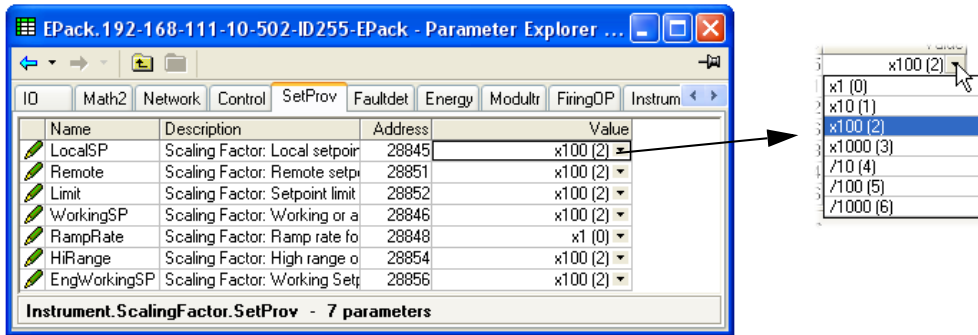 EPack.192-168-111-10-502-ID255-EPack - Parameter Explorer ...
IO Math2 Network Control SetProv Faultdet Energy Modultr FiringOP Instrum
Name Description Address Value
LocalSP Scaling Factor: Local setpoin 28845 x100 (2)
Remote Scaling Factor: Remote setp 28851 x100 (2)
Limit Scaling Factor: Setpoint limit 28852 x100 (2)
WorkingSP Scaling Factor: Working or a 28846 x100 (2)
RampRate Scaling Factor: Ramp rate fo 28848 x1 (0)
HiRange Scaling Factor: High range o 28854 x100 (2)
EngWorkingSP Scaling Factor: Working Setp 28856 x100 (2)
Instrument.ScalingFactor.SetProv - 7 parameters
x100 (2)
x1 (0)
x10 (1)
x100 (2)
x1000 (3)
/10 (4)
/100 (5)
/1000 (6)